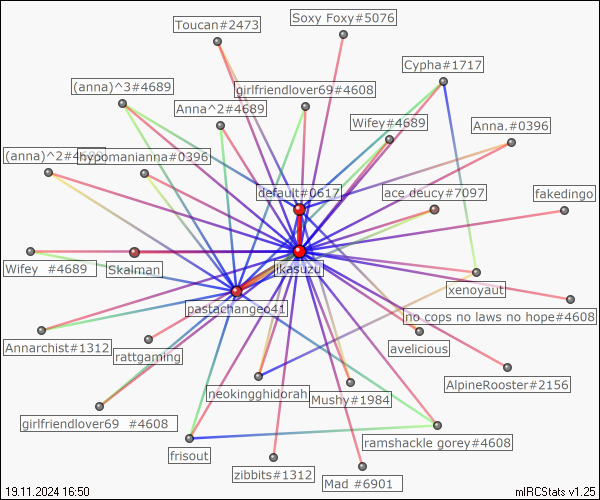 Soxy Foxy#5076
Toucan#2473
Cypha#1717
(anna)^3#4689
girlfriendlover69#4608
Anna^2#4689
Wifey#4689
Anna.#0396
(anna)^2#4689
hypomanianna#0396
default#0617
ace deucy#7097
fakedingo
Wifey #4689
Skalman
ikasuzu
xenoyaut
pastachangeo41
no cops no laws no hope#4608
Annarchist#1312
rattgaming
avelicious
neokingghidorah
Mushy#1984
AlpineRooster#2156
girlfriendlover69 #4608
frisout
ramshackle gorey#4608
zibbits#1312
Mad #6901
19.11.2024 16:50
mIRCStats v1.25